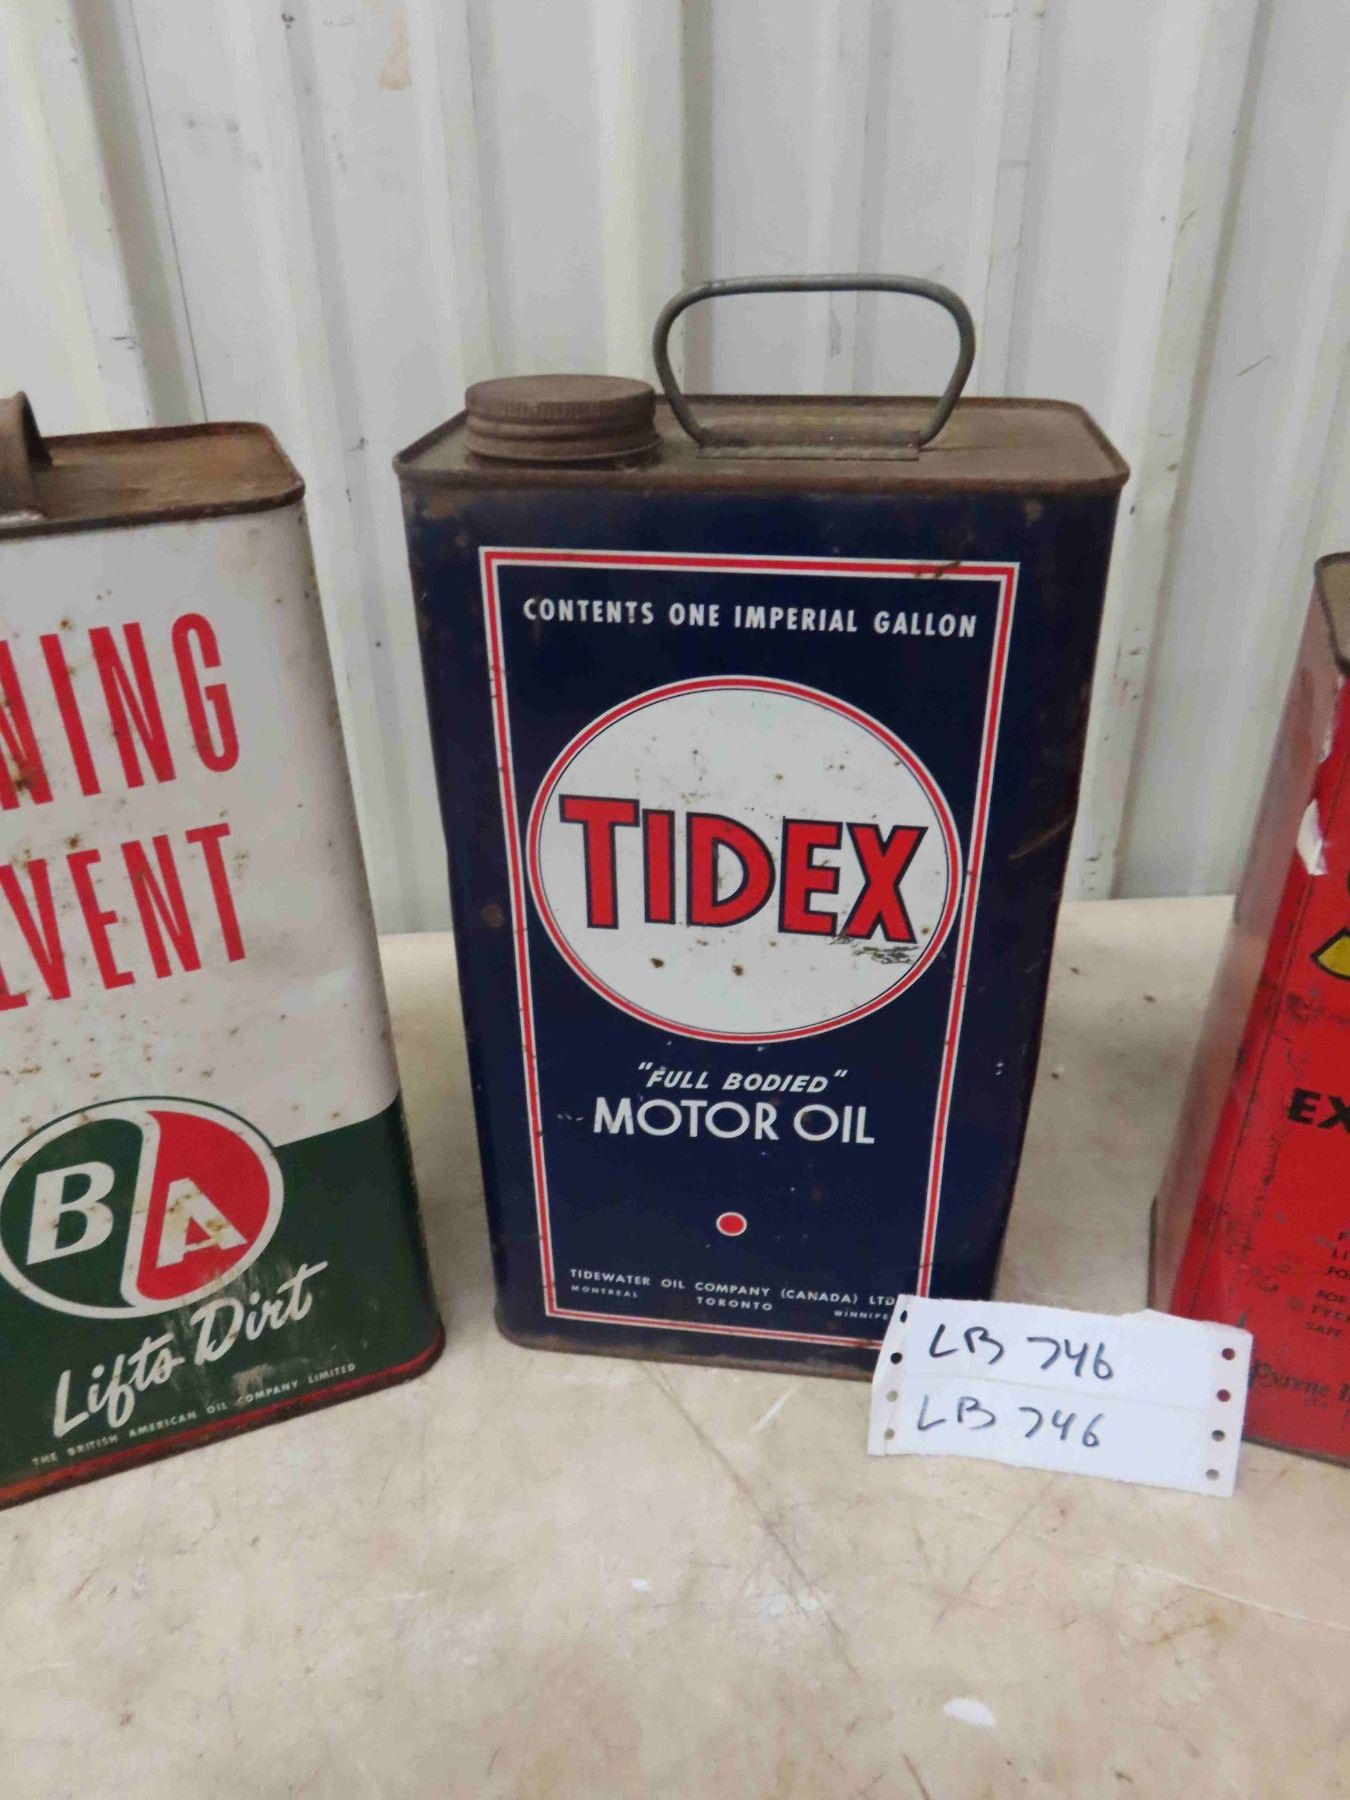 NING
LVENT
BA
Lifts Dirt
THE BRITISH AMERICAN OIL COMPANY LIMITED
CONTENTS ONE IMPERIAL GALLON
TIDEX
"FULL BODIED"
MOTOR OIL
TIDEWATER OIL COMPANY (CANADA) LTD
MONTREAL TORONTO WINNIPE
LB 746
LB 746
EX